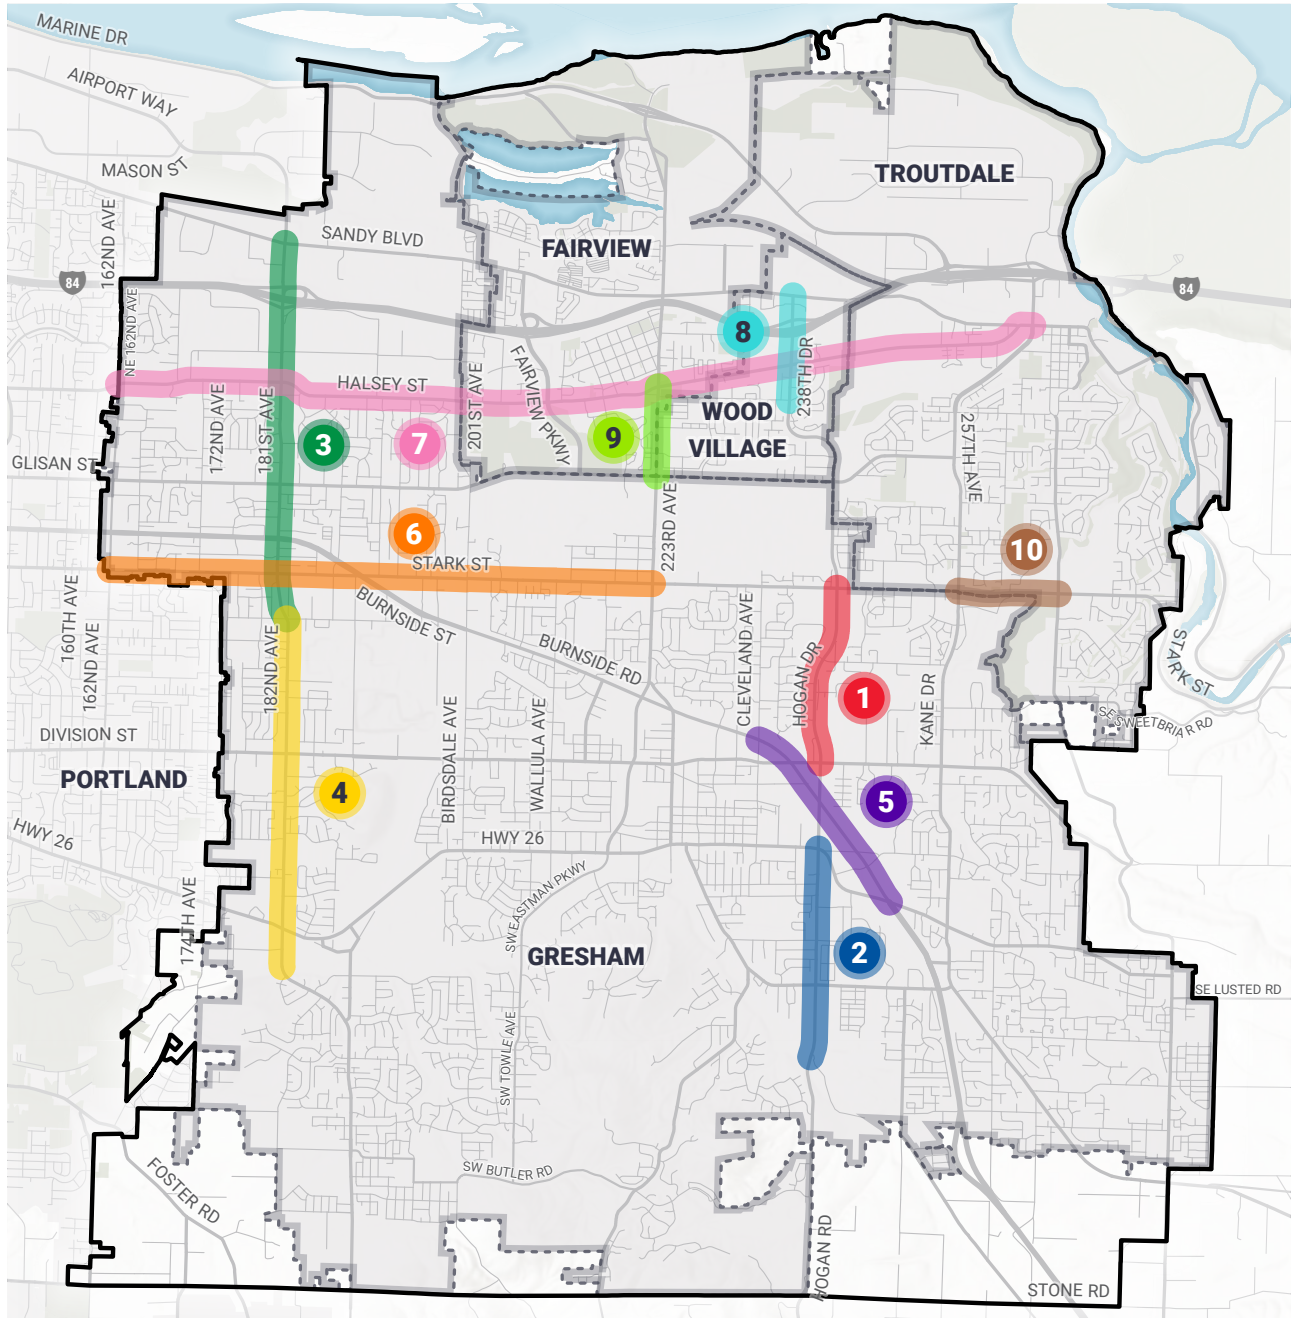 MARINE DR
AIRPORT WAY
MASON ST
TROUTDALE
162ND AVE
SANDY BLVD
FAIRVIEW
84
84
NE 162ND AVE
8
FAIRVIEW PKWY
238TH DR
HALSEY ST
172ND AVE
181ST AVE
201ST AVE
WOOD
VILLAGE
3
7
9
257TH AVE
GLISAN ST
223RD AVE
6
STARK ST
10
160TH AVE
162ND AVE
BURNSIDE ST
BURNSIDE RD
182ND AVE
CLEVELAND AVE
HOGAN DR
1
KANE DR
STARK ST
SE SWEETBRIAR RD
DIVISION ST
BIRDSDALE AVE
WALLULA AVE
PORTLAND
4
5
HWY 26
HWY 26
SW EASTMAN PKWY
174TH AVE
GRESHAM
2
SE LUSTED RD
SW TOWLE AVE
SW BUTLER RD
FOSTER RD
HOGAN RD
STONE RD